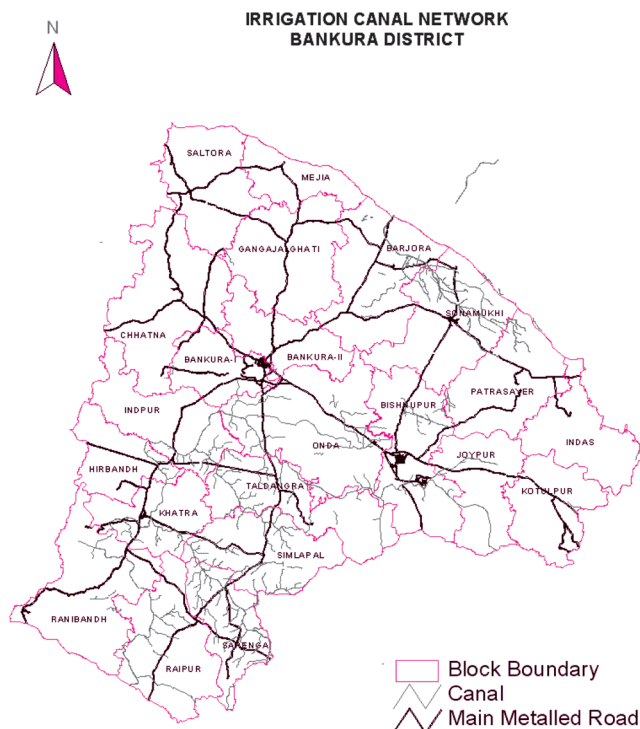 IRRIGATION CANAL NETWORK
BANKURA DISTRICT
N
SALTORA
MEJIA
GANGAJALGHATI
BARJORA
SONAMUKHI
CHHATNA
BANKURA-I
BANKURA-II
PATRASAYER
INDPUR
BISHNUPUR
ONDA
INDAS
JOYPUR
HIRBANDH
TALDANGRA
KOTULPUR
KHATRA
SIMLAPAL
RANIBANDH
SARENGA
RAIPUR
Block Boundary
Canal
Main Metalled Road